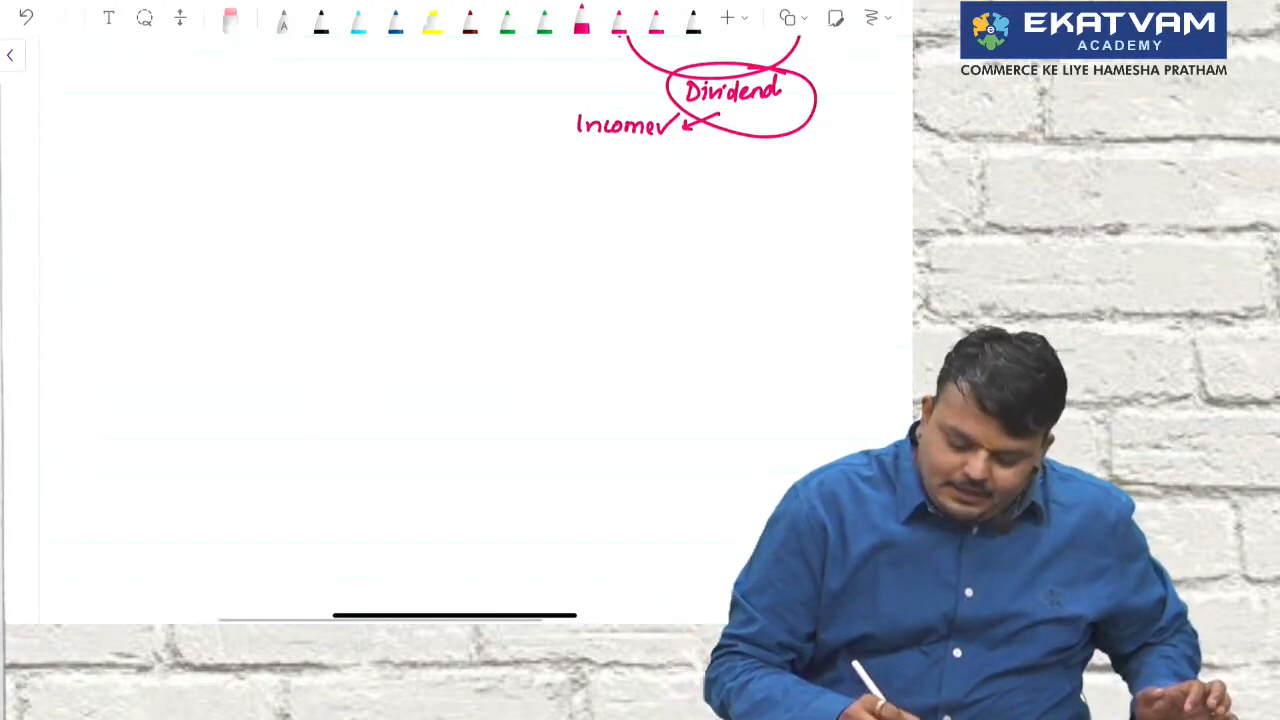 EKATVAM
ACADEMY
COMMERCE KE LIYE HAMESHA PRATHAM
Dividend
Income